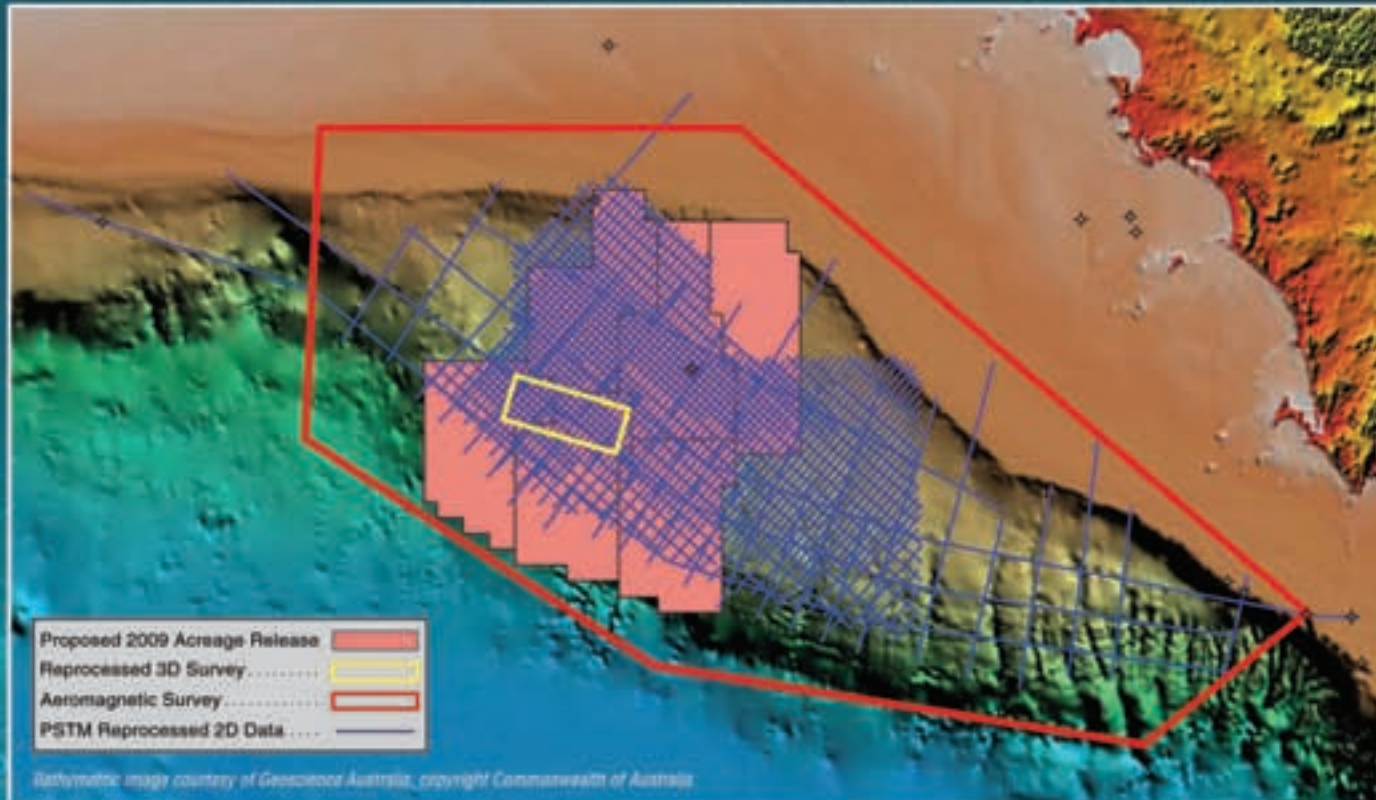 Proposed 2009 Acreage Release
Reprocessed 3D Survey.........
Aeromagnetic Survey............
PSTM Reprocessed 2D Data ....
Bathymetric image courtesy of Geoscience Australia, copyright Commonwealth of Australia